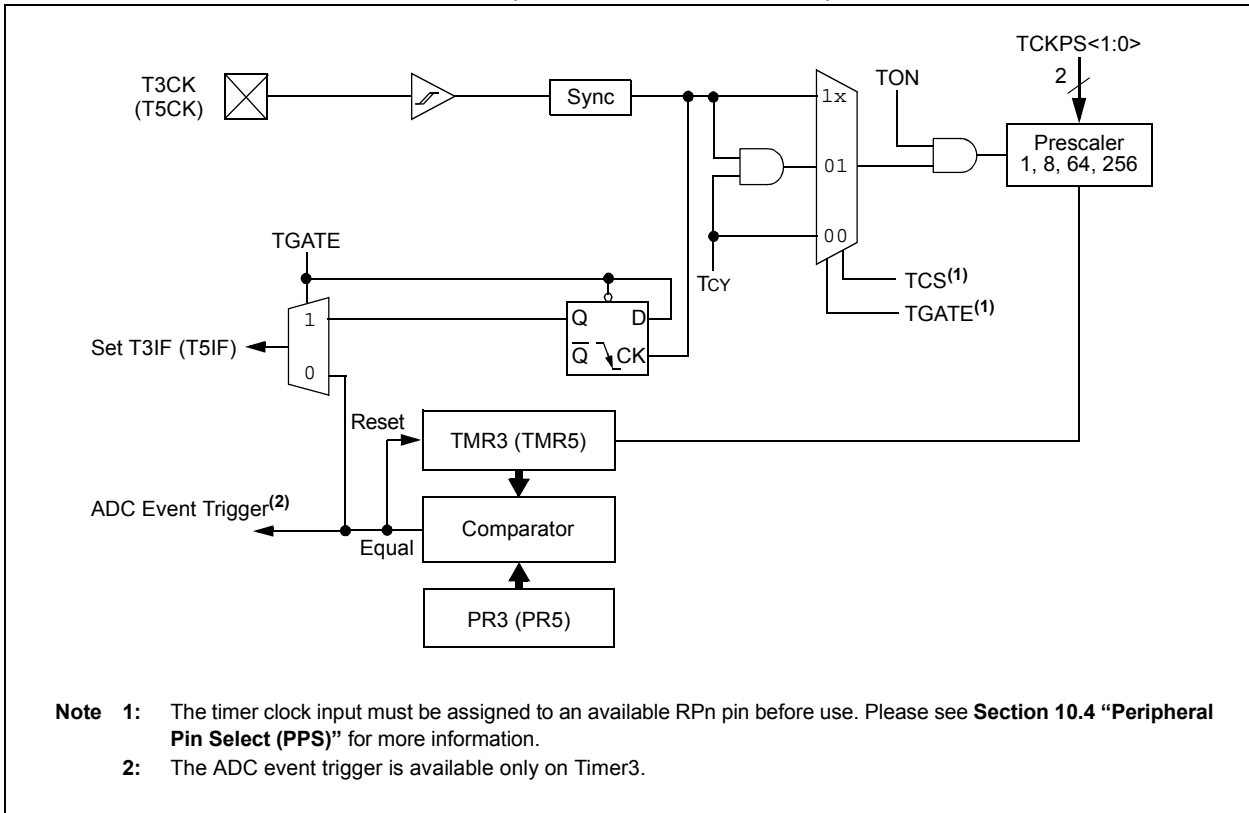 TCKPS<1:0>
2
T3CK
(T5CK)
Sync
1x
TON
Prescaler
1, 8, 64, 256
01
00
TCY
TCS(1)
TGATE(1)
TGATE
1
0
Q
D
Q
CK
Set T3IF (T5IF)
Reset
TMR3 (TMR5)
ADC Event Trigger(2)
Equal
Comparator
PR3 (PR5)
Note 1: The timer clock input must be assigned to an available RPn pin before use. Please see Section 10.4 “Peripheral
Pin Select (PPS)” for more information.
2: The ADC event trigger is available only on Timer3.